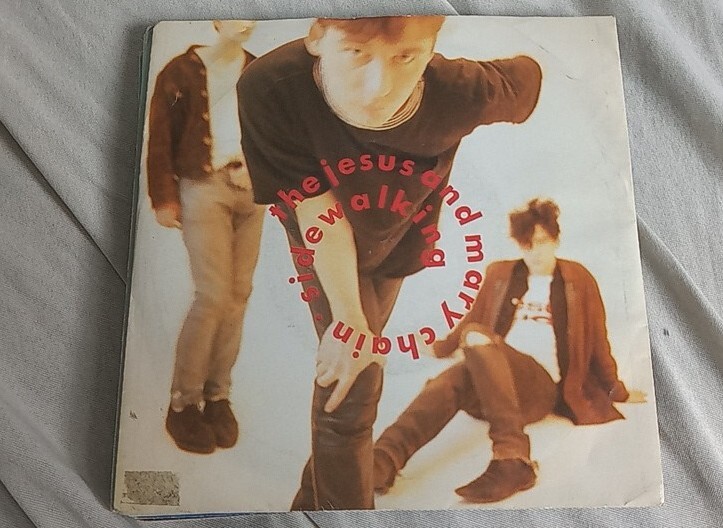 the jesus and mary chain · sidewalking